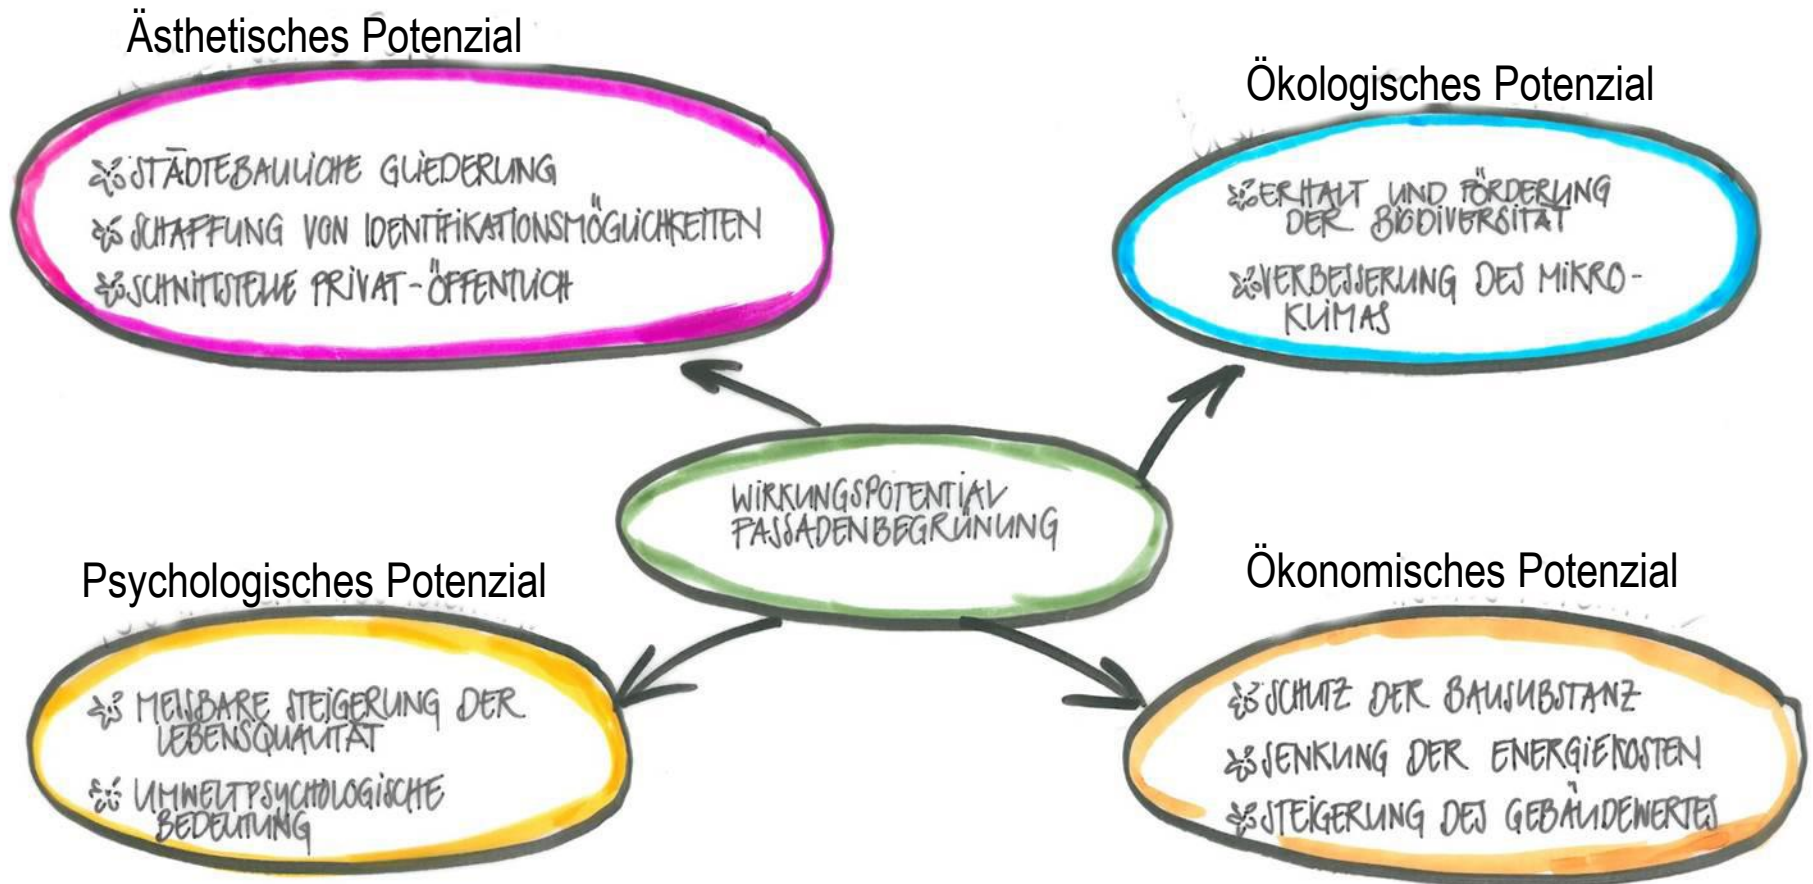 Ästhetisches Potenzial
STÄDTEBAULICHE GLIEDERUNG
SCHAFFUNG VON IDENTIFIKATIONSMÖGLICHKEITEN
SCHNITTSTELLE PRIVAT-ÖFFENTLICH
Ökologisches Potenzial
ERHALT UND FÖRDERUNG
DER BIODIVERSITÄT
VERBESSERUNG DES MIKRO-
KLIMAS
WIRKUNGSPOTENTIAL
FASSADENBEGRÜNUNG
Psychologisches Potenzial
MESSBARE STEIGERUNG DER
LEBENSQUALITÄT
UMWELTPSYCHOLOGISCHE
BEDEUTUNG
Ökonomisches Potenzial
SCHUTZ DER BAUSUBSTANZ
SENKUNG DER ENERGIEKOSTEN
STEIGERUNG DES GEBÄUDEWERTES